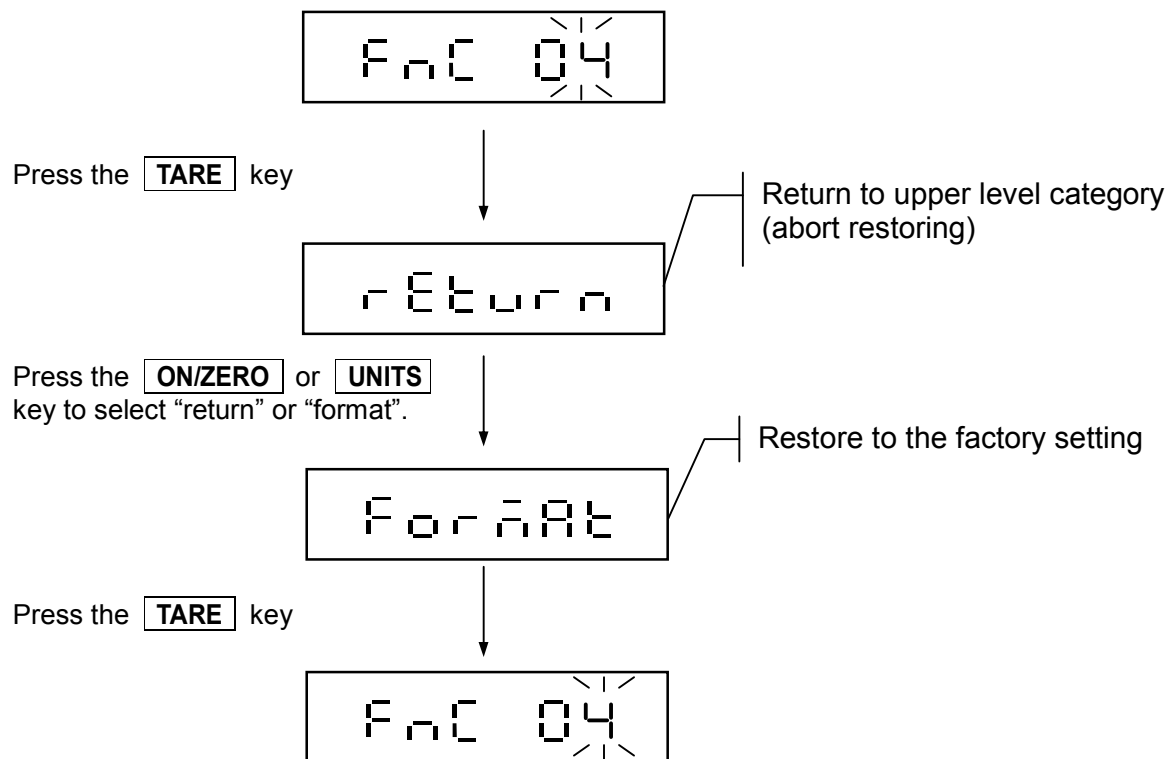 FnC 04
Press the TARE key
Return to upper level category
(abort restoring)
rEturn
Press the ON/ZERO or UNITS
key to select “return” or “format”.
Restore to the factory setting
FormAt
Press the TARE key
FnC 04